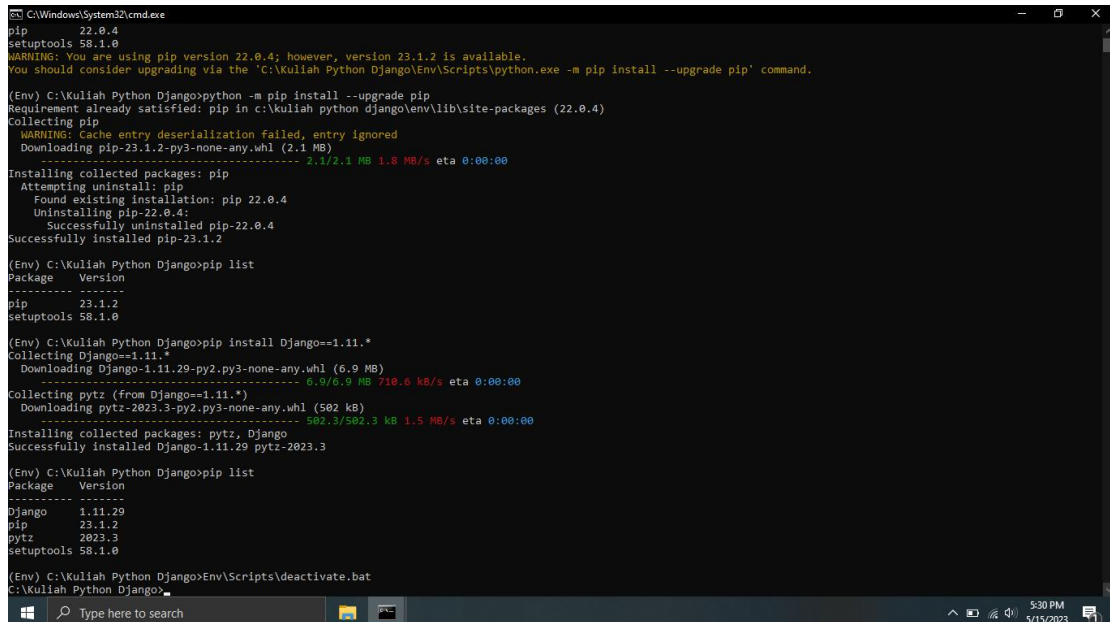 C:\Windows\System32\cmd.exe
pip 22.0.4
setuptools 58.1.0
WARNING: You are using pip version 22.0.4; however, version 23.1.2 is available.
You should consider upgrading via the 'C:\Kuliah Python Django\Env\Scripts\python.exe -m pip install --upgrade pip' command.
(Env) C:\Kuliah Python Django>python -m pip install --upgrade pip
Requirement already satisfied: pip in c:\kuliah python django\env\lib\site-packages (22.0.4)
Collecting pip
WARNING: Cache entry deserialization failed, entry ignored
Downloading pip-23.1.2-py3-none-any.whl (2.1 MB)
---------------------------------------- 2.1/2.1 MB 1.8 MB/s eta 0:00:00
Installing collected packages: pip
Attempting uninstall: pip
Found existing installation: pip 22.0.4
Uninstalling pip-22.0.4:
Successfully uninstalled pip-22.0.4
Successfully installed pip-23.1.2
(Env) C:\Kuliah Python Django>pip list
Package Version
---------- -------
pip 23.1.2
setuptools 58.1.0
(Env) C:\Kuliah Python Django>pip install Django==1.11.*
Collecting Django==1.11.*
Downloading Django-1.11.29-py2.py3-none-any.whl (6.9 MB)
---------------------------------------- 6.9/6.9 MB 710.6 kB/s eta 0:00:00
Collecting pytz (from Django==1.11.*)
Downloading pytz-2023.3-py2.py3-none-any.whl (502 kB)
---------------------------------------- 502.3/502.3 kB 1.5 MB/s eta 0:00:00
Installing collected packages: pytz, Django
Successfully installed Django-1.11.29 pytz-2023.3
(Env) C:\Kuliah Python Django>pip list
Package Version
---------- -------
Django 1.11.29
pip 23.1.2
pytz 2023.3
setuptools 58.1.0
(Env) C:\Kuliah Python Django>Env\Scripts\deactivate.bat
C:\Kuliah Python Django>
Type here to search
5:30 PM
5/15/2023